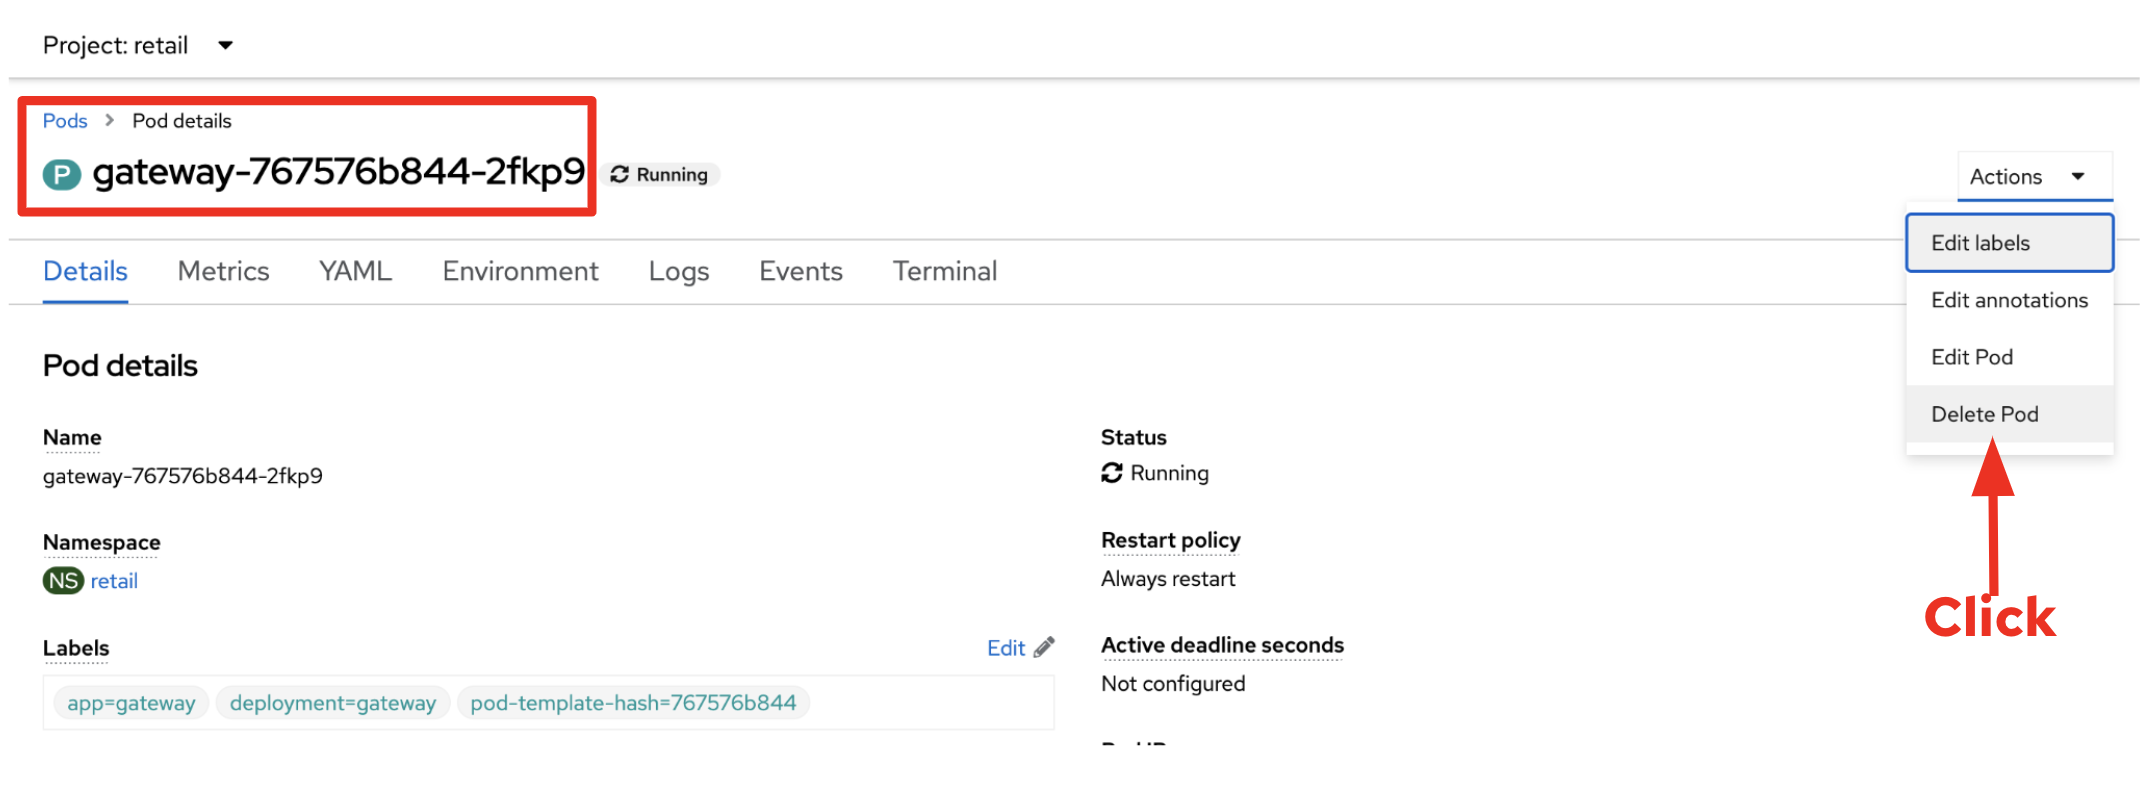 Project: retail
Pods > Pod details
P gateway-767576b844-2fkp9 Running
Actions
Edit labels
Edit annotations
Edit Pod
Delete Pod
Click
Details Metrics YAML Environment Logs Events Terminal
Pod details
Name
gateway-767576b844-2fkp9
Namespace
NS retail
Labels Edit
app=gateway deployment=gateway pod-template-hash=767576b844
Status
Running
Restart policy
Always restart
Active deadline seconds
Not configured